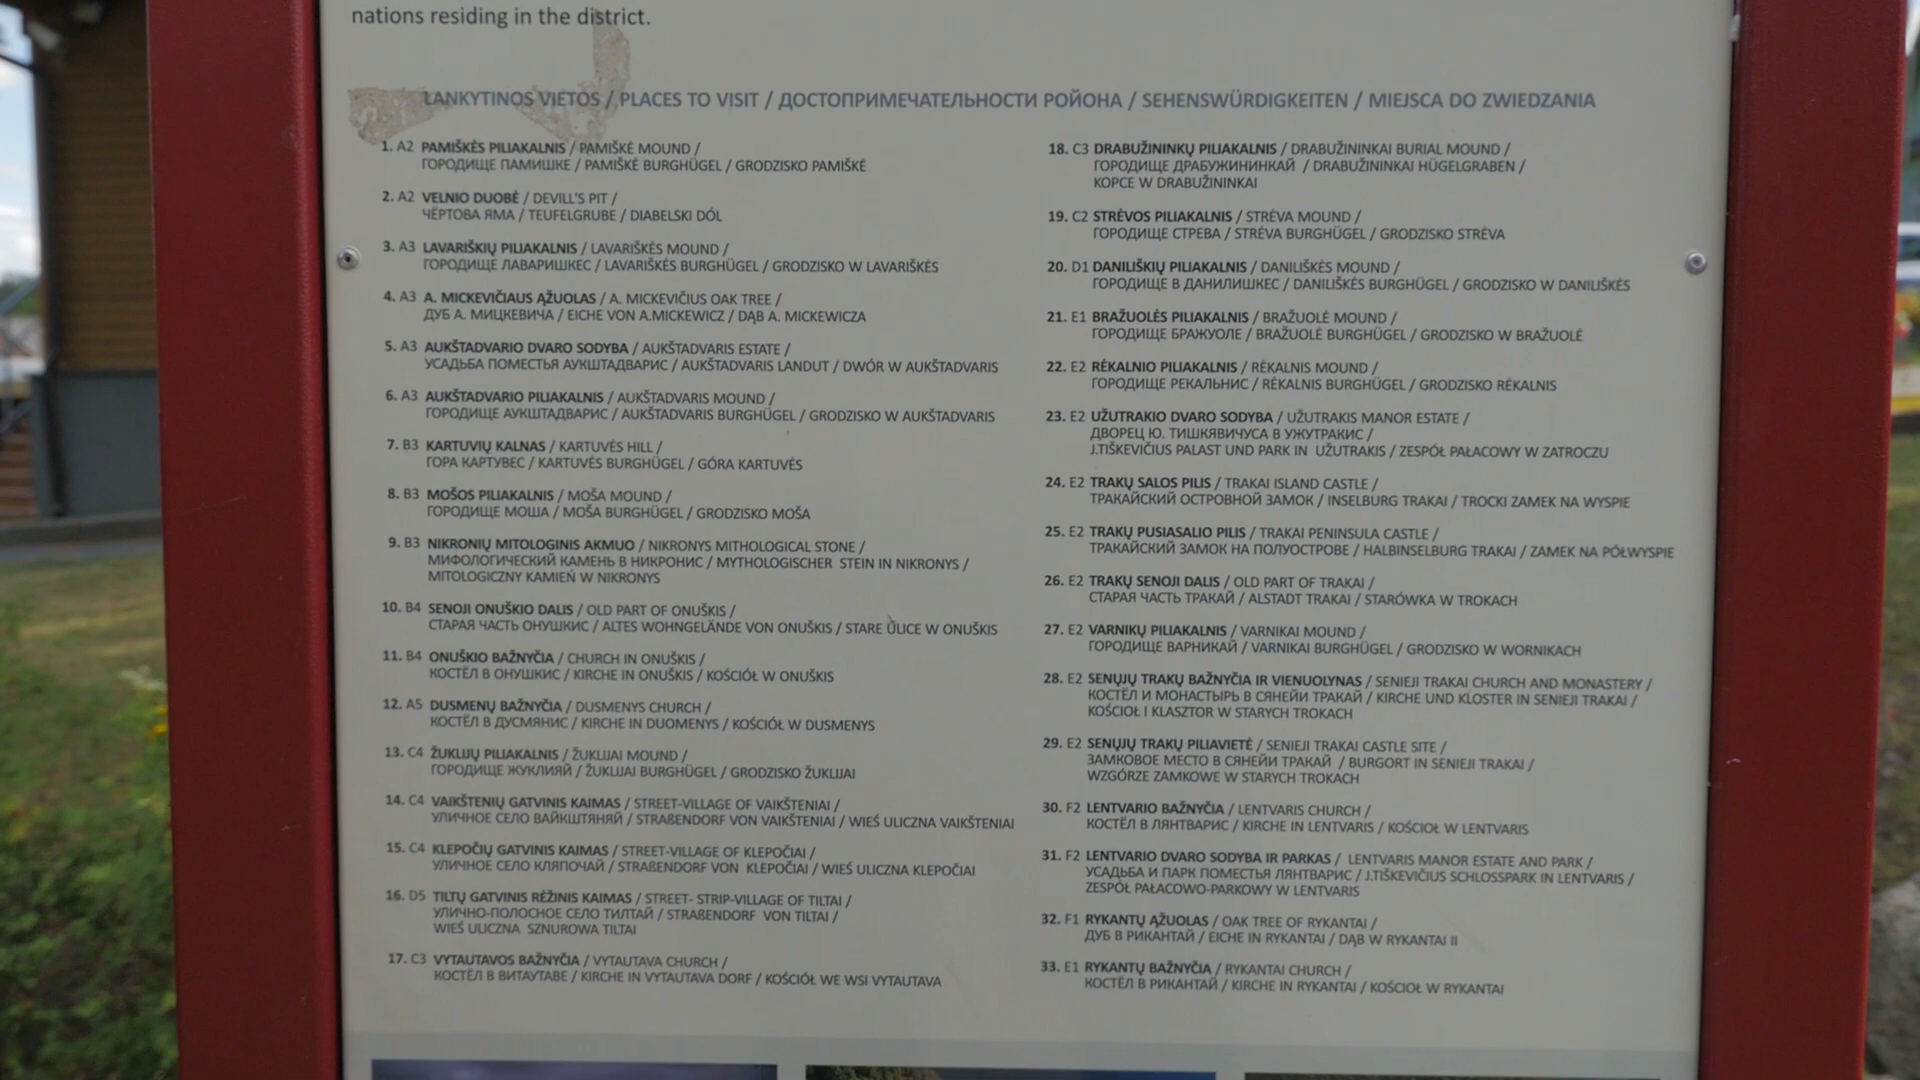 nations residing in the district.
LANKYTINOS VIETOS / PLACES TO VISIT / ДОСТОПРИМЕЧАТЕЛЬНОСТИ РОЙОНА / SEHENSWÜRDIGKEITEN / MIEJSCA DO ZWIEDZANIA
1. A2 PAMIŠKĖS PILIAKALNIS / PAMIŠKĖ MOUND /
ГОРОДИЩЕ ПАМИШКЕ / PAMIŠKĖ BURGHÜGEL / GRODZISKO PAMIŠKĖ
2. A2 VELNIO DUOBĖ / DEVILL'S PIT /
ЧЁРТОВА ЯМА / TEUFELGRUBE / DIABELSKI DÓL
3. A3 LAVARIŠKIŲ PILIAKALNIS / LAVARIŠKĖS MOUND /
ГОРОДИЩЕ ЛАВАРИШКЕС / LAVARIŠKĖS BURGHÜGEL / GRODZISKO W LAVARIŠKĖS
4. A3 A. MICKEVIČIAUS ĄŽUOLAS / A. MICKEVIČIUS OAK TREE /
ДУБ А. МИЦКЕВИЧА / EICHE VON A.MICKEWICZ / DĄB A. MICKEWICZA
5. A3 AUKŠTADVARIO DVARO SODYBA / AUKŠTADVARIS ESTATE /
УСАДЬБА ПОМЕСТЬЯ АУКШТАДВАРИС / AUKŠTADVARIS LANDUT / DWÓR W AUKŠTADVARIS
6. A3 AUKŠTADVARIO PILIAKALNIS / AUKŠTADVARIS MOUND /
ГОРОДИЩЕ АУКШТАДВАРИС / AUKŠTADVARIS BURGHÜGEL / GRODZISKO W AUKŠTADVARIS
7. B3 KARTUVIŲ KALNAS / KARTUVĖS HILL /
ГОРА КАРТУВЕС / KARTUVĖS BURGHÜGEL / GÓRA KARTUVĖS
8. B3 MOŠOS PILIAKALNIS / MOŠA MOUND /
ГОРОДИЩЕ МОША / MOŠA BURGHÜGEL / GRODZISKO MOŠA
9. B3 NIKRONIŲ MITOLOGINIS AKMUO / NIKRONYS MITHOLOGICAL STONE /
МИФОЛОГИЧЕСКИЙ КАМЕНЬ В НИКРОНИС / MYTHOLOGISCHER STEIN IN NIKRONYS /
MITOLOGICZNY KAMIEŃ W NIKRONYS
10. B4 SENOJI ONUŠKIO DALIS / OLD PART OF ONUŠKIS /
СТАРАЯ ЧАСТЬ ОНУШКИС / ALTES WOHNGELÄNDE VON ONUŠKIS / STARE ULICE W ONUŠKIS
11. B4 ONUŠKIO BAŽNYČIA / CHURCH IN ONUŠKIS /
КОСТЁЛ В ОНУШКИС / KIRCHE IN ONUŠKIS / KOŚCIÓŁ W ONUŠKIS
12. A5 DUSMENŲ BAŽNYČIA / DUSMENYS CHURCH /
КОСТЁЛ В ДУСМЯНИС / KIRCHE IN DUOMENYS / KOŚCIÓŁ W DUSMENYS
13. C4 ŽUKLIJŲ PILIAKALNIS / ŽUKLIJAI MOUND /
ГОРОДИЩЕ ЖУКЛИЯЙ / ŽUKLIJAI BURGHÜGEL / GRODZISKO ŽUKLIJAI
14. C4 VAIKŠTENIŲ GATVINIS KAIMAS / STREET-VILLAGE OF VAIKŠTENIAI /
УЛИЧНОЕ СЕЛО ВАЙКШТЯНЯЙ / STRAßENDORF VON VAIKŠTENIAI / WIEŚ ULICZNA VAIKŠTENIAI
15. C4 KLEPOČIŲ GATVINIS KAIMAS / STREET-VILLAGE OF KLEPOČIAI /
УЛИЧНОЕ СЕЛО КЛЯПОЧАЙ / STRAßENDORF VON KLEPOČIAI / WIEŚ ULICZNA KLEPOČIAI
16. D5 TILTŲ GATVINIS RĖŽINIS KAIMAS / STREET- STRIP-VILLAGE OF TILTAI /
УЛИЧНО-ПОЛОСНОЕ СЕЛО ТИЛТАЙ / STRAßENDORF VON TILTAI /
WIEŚ ULICZNA SZNUROWA TILTAI
17. C3 VYTAUTAVOS BAŽNYČIA / VYTAUTAVA CHURCH /
КОСТЁЛ В ВИТАУТАВЕ / KIRCHE IN VYTAUTAVA DORF / KOŚCIÓŁ WE WSI VYTAUTAVA
18. C3 DRABUŽININKŲ PILIAKALNIS / DRABUŽININKAI BURIAL MOUND /
ГОРОДИЩЕ ДРАБУЖИНИНКАЙ / DRABUŽININKAI HÜGELGRABEN /
KOPCE W DRABUŽININKAI
19. C2 STRĖVOS PILIAKALNIS / STRĖVA MOUND /
ГОРОДИЩЕ СТРЕВА / STRĖVA BURGHÜGEL / GRODZISKO STRĖVA
20. D1 DANILIŠKIŲ PILIAKALNIS / DANILIŠKĖS MOUND /
ГОРОДИЩЕ В ДАНИЛИШКЕС / DANILIŠKĖS BURGHÜGEL / GRODZISKO W DANILIŠKĖS
21. E1 BRAŽUOLĖS PILIAKALNIS / BRAŽUOLĖ MOUND /
ГОРОДИЩЕ БРАЖУОЛЕ / BRAŽUOLĖ BURGHÜGEL / GRODZISKO W BRAŽUOLĖ
22. E2 RĖKALNIO PILIAKALNIS / RĖKALNIS MOUND /
ГОРОДИЩЕ РЕКАЛЬНИС / RĖKALNIS BURGHÜGEL / GRODZISKO RĖKALNIS
23. E2 UŽUTRAKIO DVARO SODYBA / UŽUTRAKIS MANOR ESTATE /
ДВОРЕЦ Ю. ТИШКЯВИЧУСА В УЖУТРАКИС /
J.TIŠKEVIČIUS PALAST UND PARK IN UŽUTRAKIS / ZESPÓŁ PAŁACOWY W ZATROCZU
24. E2 TRAKŲ SALOS PILIS / TRAKAI ISLAND CASTLE /
ТРАКАЙСКИЙ ОСТРОВНОЙ ЗАМОК / INSELBURG TRAKAI / TROCKI ZAMEK NA WYSPIE
25. E2 TRAKŲ PUSIASALIO PILIS / TRAKAI PENINSULA CASTLE /
ТРАКАЙСКИЙ ЗАМОК НА ПОЛУОСТРОВЕ / HALBINSELBURG TRAKAI / ZAMEK NA PÓŁWYSPIE
26. E2 TRAKŲ SENOJI DALIS / OLD PART OF TRAKAI /
СТАРАЯ ЧАСТЬ ТРАКАЙ / ALSTADT TRAKAI / STARÓWKA W TROKACH
27. E2 VARNIKŲ PILIAKALNIS / VARNIKAI MOUND /
ГОРОДИЩЕ ВАРНИКАЙ / VARNIKAI BURGHÜGEL / GRODZISKO W WORNIKACH
28. E2 SENŲJŲ TRAKŲ BAŽNYČIA IR VIENUOLYNAS / SENIEJI TRAKAI CHURCH AND MONASTERY /
КОСТЁЛ И МОНАСТЫРЬ В СЯНЕЙИ ТРАКАЙ / KIRCHE UND KLOSTER IN SENIEJI TRAKAI /
KOŚCIOŁ I KLASZTOR W STARYCH TROKACH
29. E2 SENŲJŲ TRAKŲ PILIAVIETĖ / SENIEJI TRAKAI CASTLE SITE /
ЗАМКОВОЕ МЕСТО В СЯНЕЙИ ТРАКАЙ / BURGORT IN SENIEJI TRAKAI /
WZGÓRZE ZAMKOWE W STARYCH TROKACH
30. F2 LENTVARIO BAŽNYČIA / LENTVARIS CHURCH /
КОСТЁЛ В ЛЯНТВАРИС / KIRCHE IN LENTVARIS / KOŚCIOŁ W LENTVARIS
31. F2 LENTVARIO DVARO SODYBA IR PARKAS / LENTVARIS MANOR ESTATE AND PARK /
УСАДЬБА И ПАРК ПОМЕСТЬЯ ЛЯНТВАРИС / J.TIŠKEVIČIUS SCHLOSSPARK IN LENTVARIS /
ZESPÓŁ PAŁACOWO-PARKOWY W LENTVARIS
32. F1 RYKANTŲ ĄŽUOLAS / OAK TREE OF RYKANTAI /
ДУБ В РИКАНТАЙ / EICHE IN RYKANTAI / DĄB W RYKANTAI II
33. E1 RYKANTŲ BAŽNYČIA / RYKANTAI CHURCH /
КОСТЁЛ В РИКАНТАЙ / KIRCHE IN RYKANTAI / KOŚCIOŁ W RYKANTAI